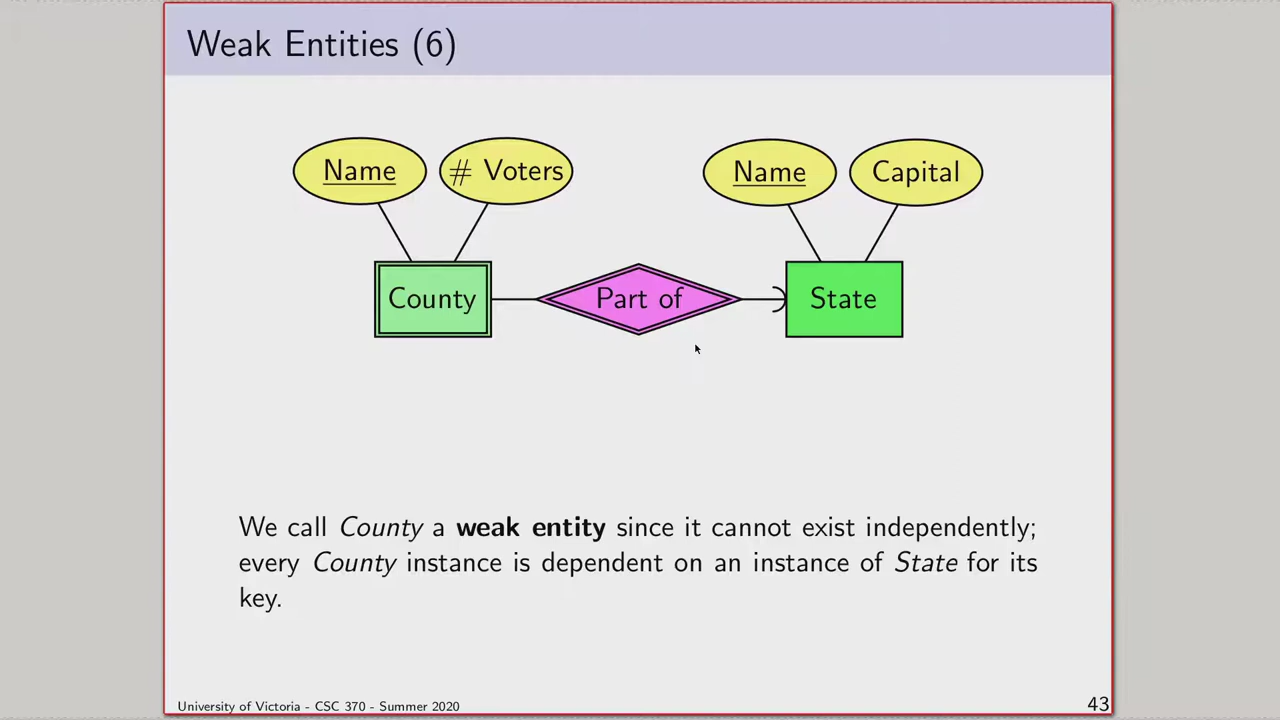 Weak Entities (6)
Name # Voters Name Capital
County Part of State
We call County a weak entity since it cannot exist independently;
every County instance is dependent on an instance of State for its
key.
University of Victoria - CSC 370 - Summer 2020 43